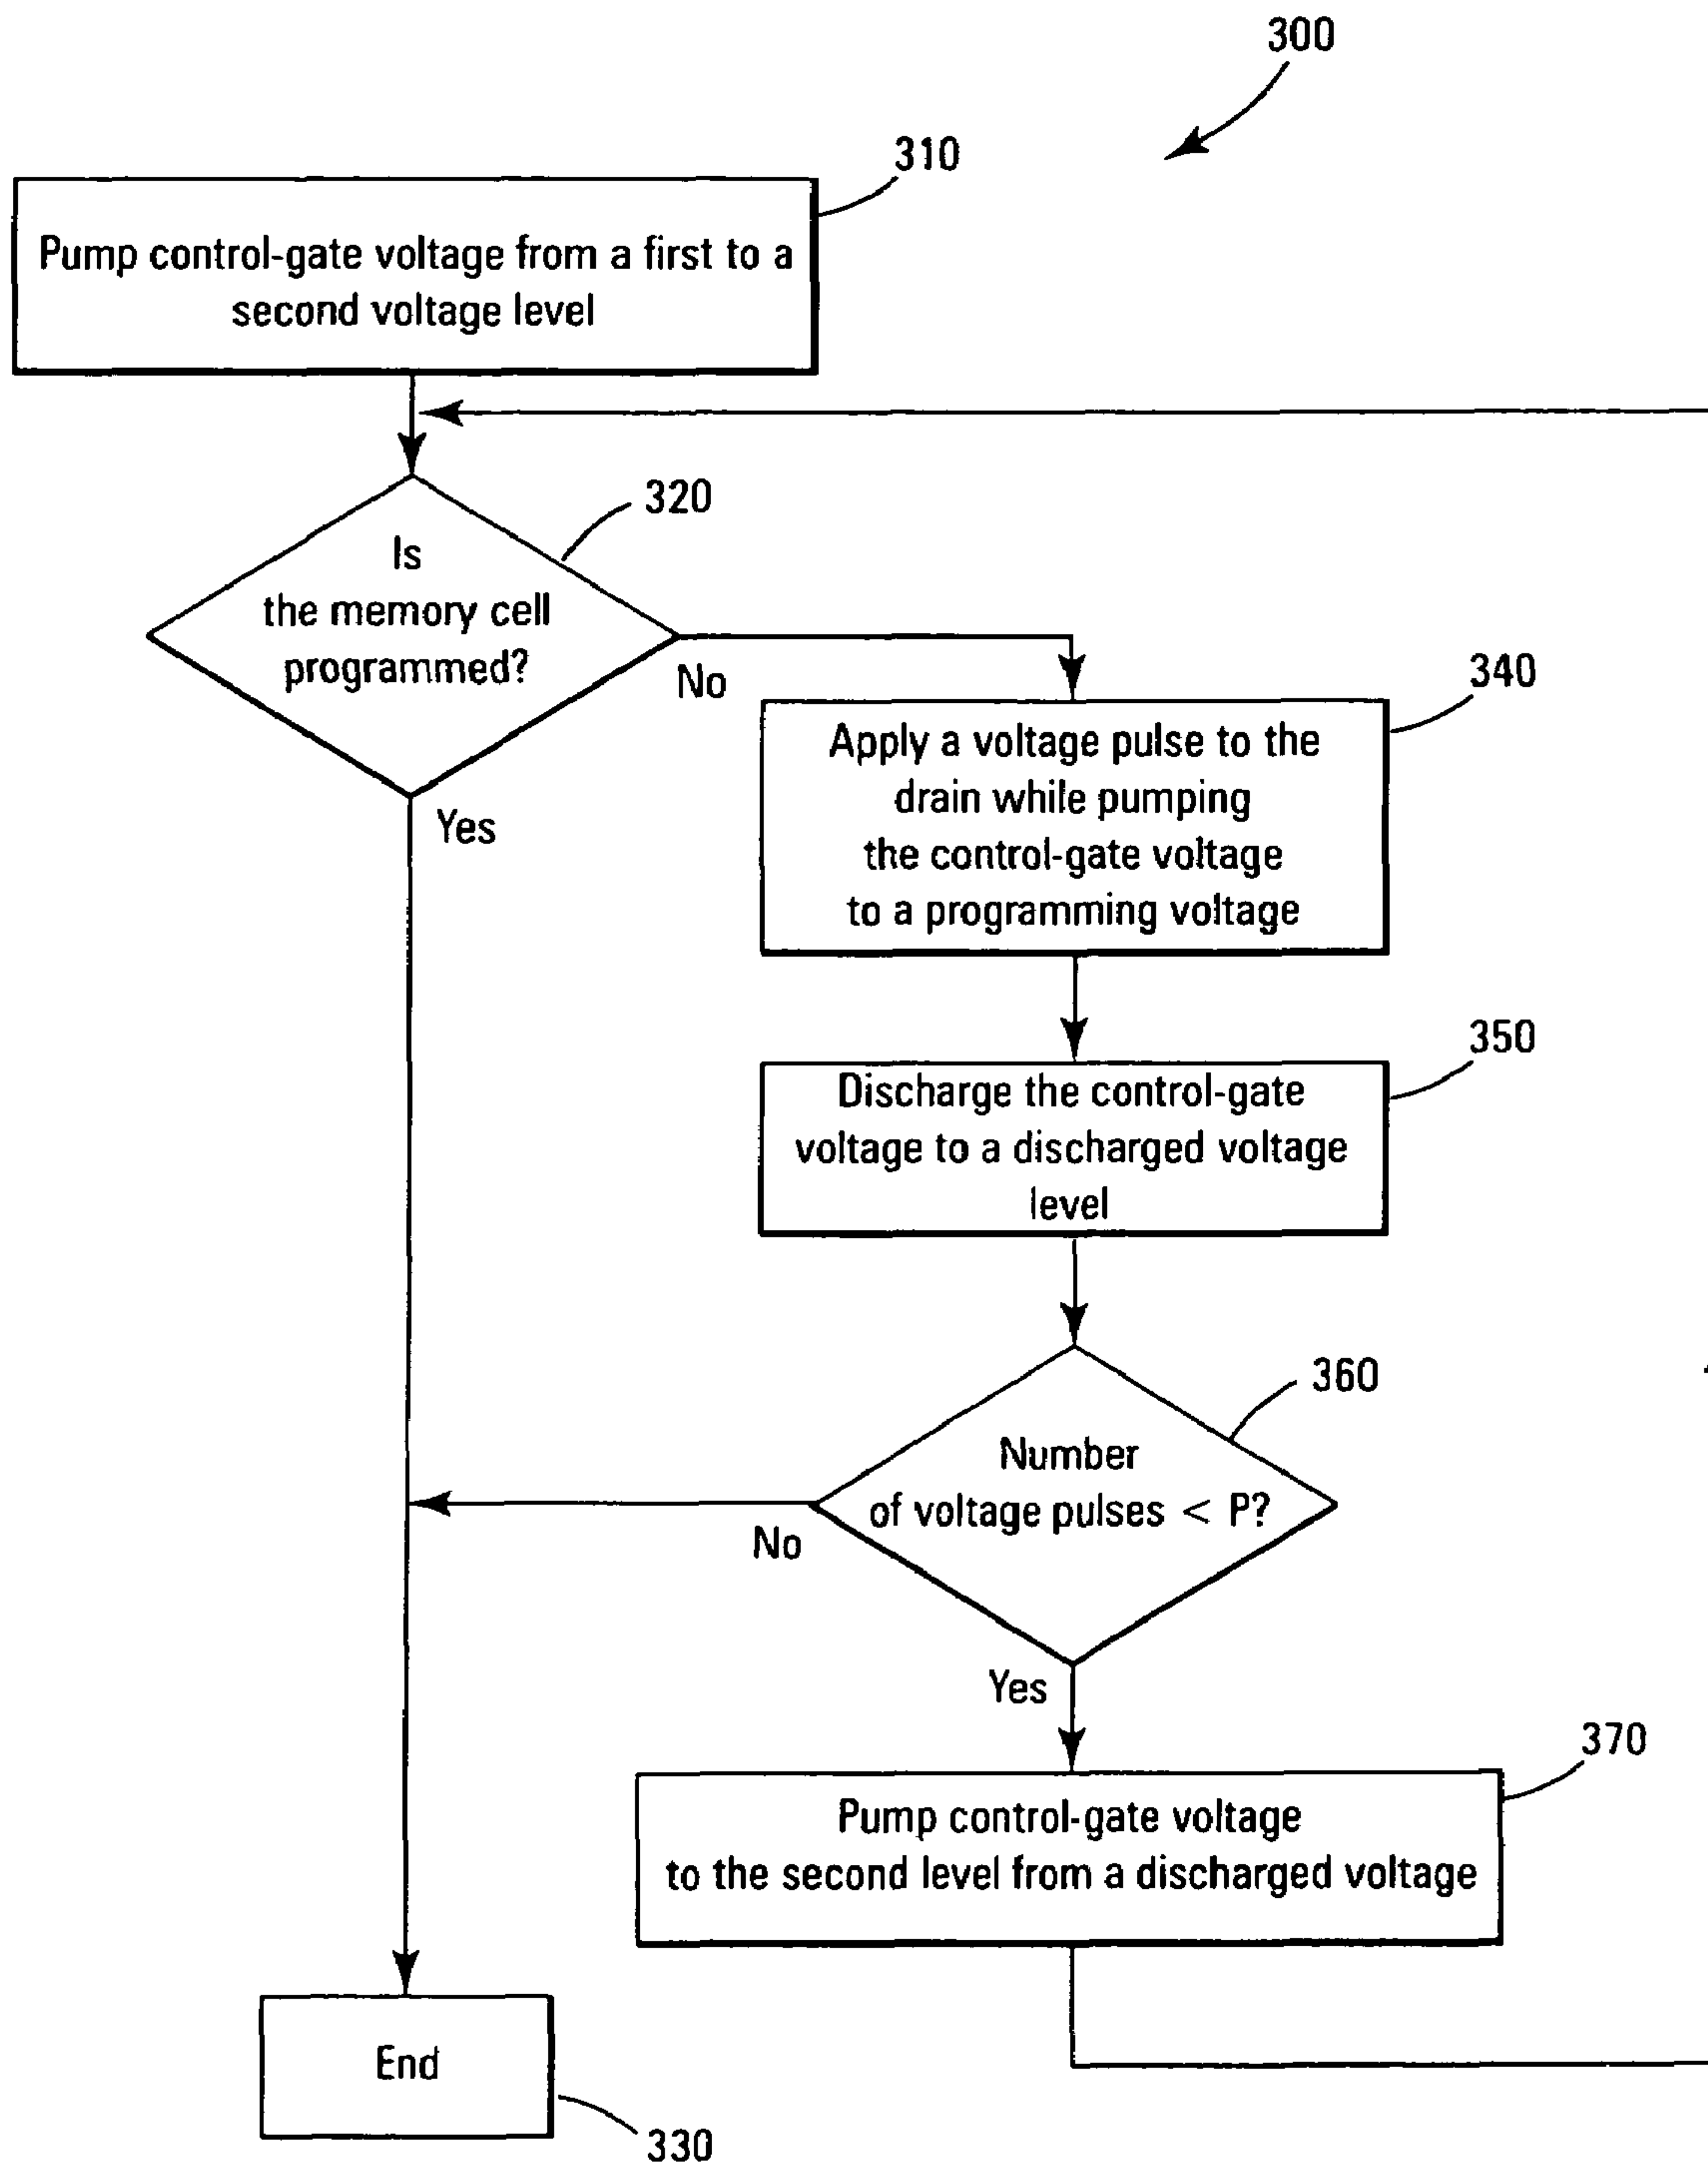 300
310
Pump control-gate voltage from a first to a
second voltage level
320
Is
the memory cell
programmed?
No
Yes
340
Apply a voltage pulse to the
drain while pumping
the control-gate voltage
to a programming voltage
350
Discharge the control-gate
voltage to a discharged voltage
level
360
Number
of voltage pulses < P?
No
Yes
370
Pump control-gate voltage
to the second level from a discharged voltage
End
330